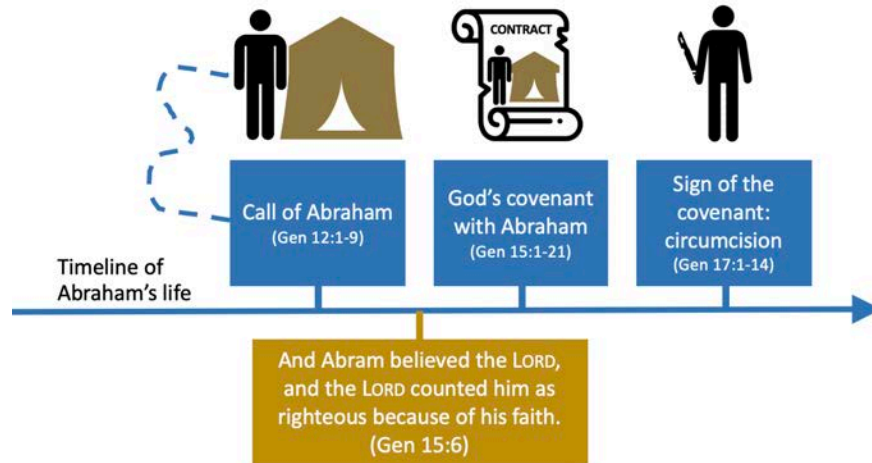 CONTRACT
Call of Abraham
(Gen 12:1-9)
God’s covenant
with Abraham
(Gen 15:1-21)
Sign of the
covenant:
circumcision
(Gen 17:1-14)
Timeline of
Abraham’s life
And Abram believed the LORD,
and the LORD counted him as
righteous because of his faith.
(Gen 15:6)